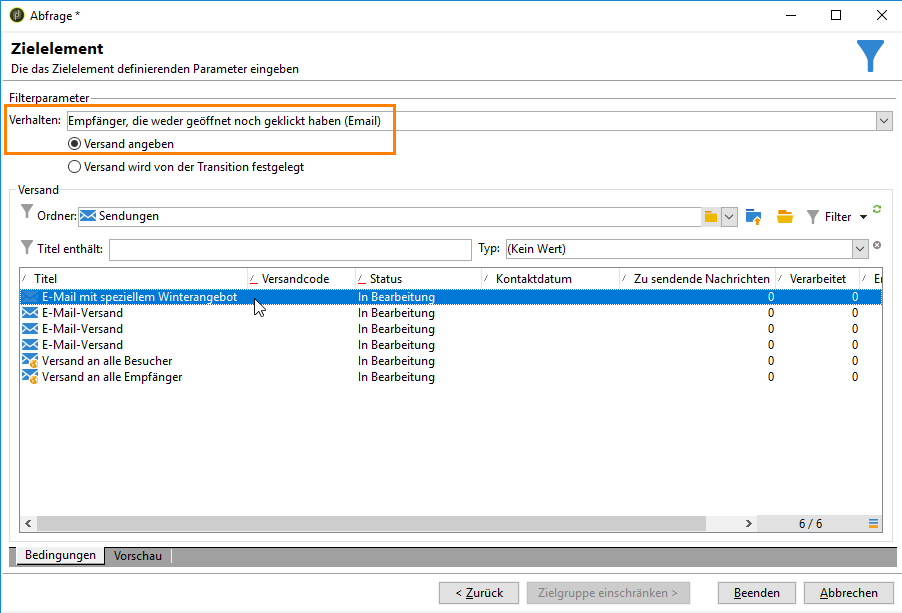 Abfrage *
Zielelement
Die das Zielelement definierenden Parameter eingeben
Filterparameter
Verhalten: Empfänger, die weder geöffnet noch geklickt haben (Email)
Versand angeben
Versand wird von der Transition festgelegt
Versand
Ordner: Sendungen Filter
Titel enthält: Typ: (Kein Wert)
Titel Versandcode Status Kontaktdatum Zu sendende Nachrichten Verarbeitet
E-Mail mit speziellem Winterangebot In Bearbeitung 0 0
E-Mail-Versand In Bearbeitung 0 0
E-Mail-Versand In Bearbeitung 0 0
E-Mail-Versand In Bearbeitung 0 0
Versand an alle Besucher In Bearbeitung 0 0
Versand an alle Empfänger In Bearbeitung 0 0
6 / 6
Bedingungen Vorschau
< Zurück Zielgruppe einschränken > Beenden Abbrechen